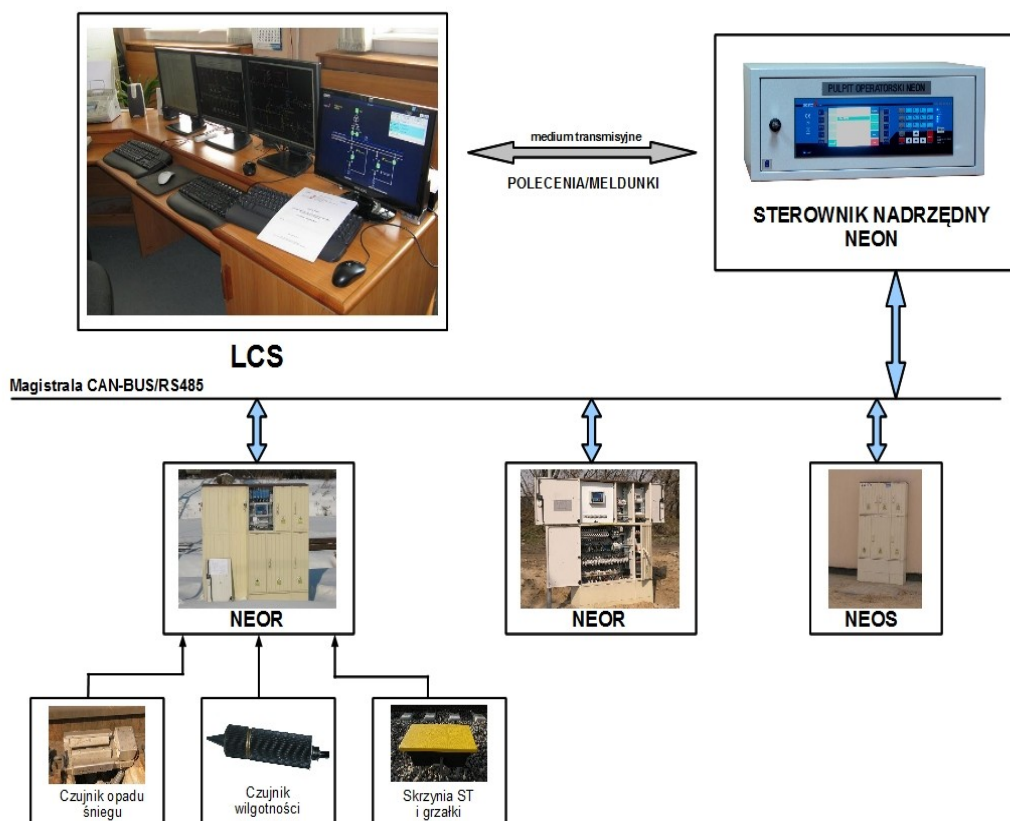 PULPIT OPERATORSKI NEON
medium transmisyjne
POLECENIA/MELDUNKI
STEROWNIK NADRZĘDNY
NEON
LCS
Magistrala CAN-BUS/RS485
NEOR
NEOR
NEOS
Czujnik opadu
śniegu
Czujnik
wilgotności
Skrzynia ST
i grzałki